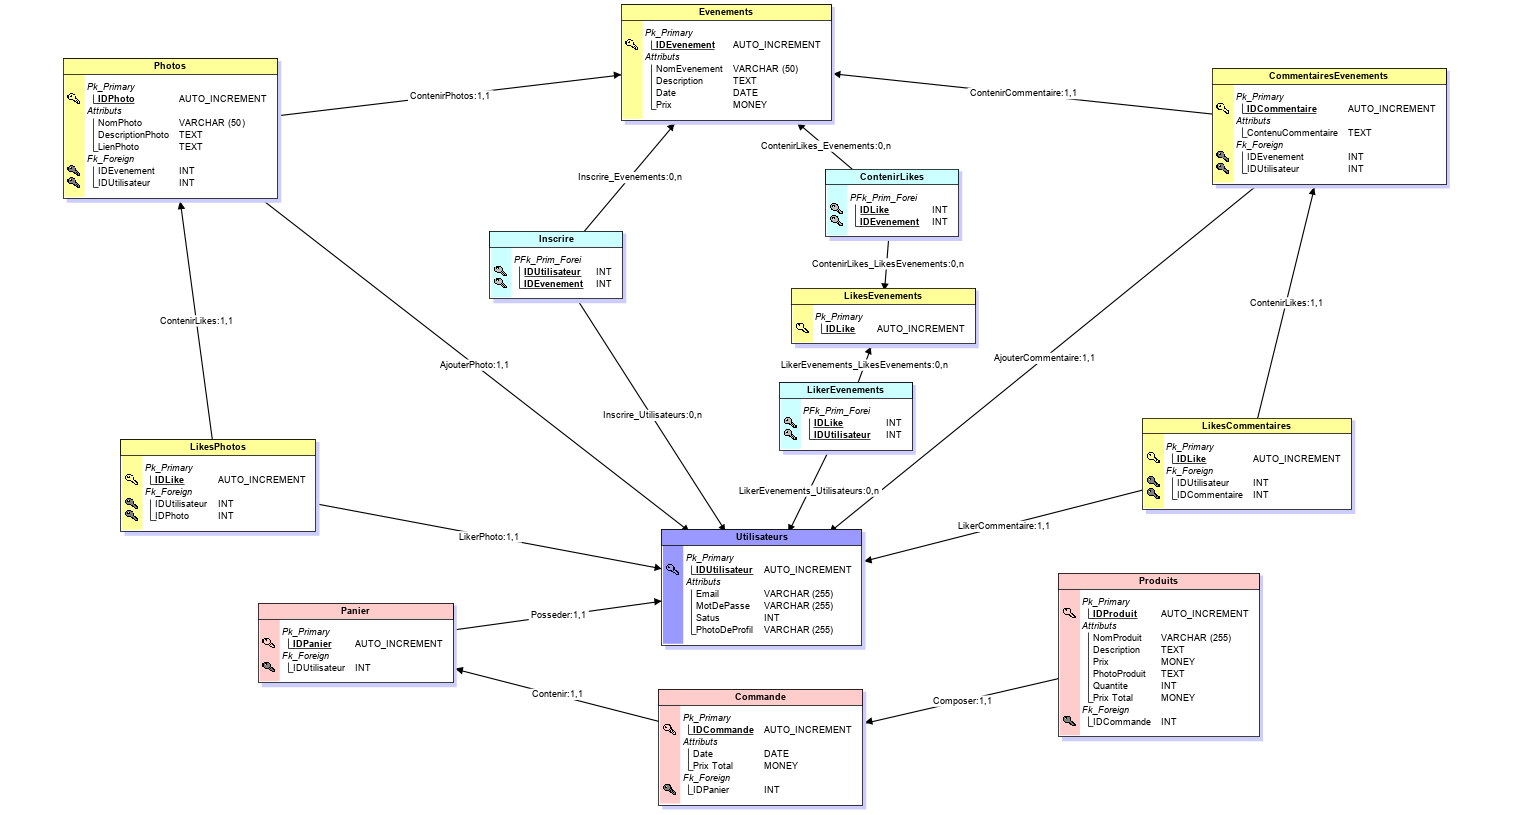 Evenements
Pk_Primary
IDEvenement AUTO_INCREMENT
Attributs
NomEvenement VARCHAR (50)
Description TEXT
Date DATE
Prix MONEY
Photos
Pk_Primary
IDPhoto AUTO_INCREMENT
Attributs
NomPhoto VARCHAR (50)
DescriptionPhoto TEXT
LienPhoto TEXT
Fk_Foreign
IDEvenement INT
IDUtilisateur INT
CommentairesEvenements
Pk_Primary
IDCommentaire AUTO_INCREMENT
Attributs
ContenuCommentaire TEXT
Fk_Foreign
IDEvenement INT
IDUtilisateur INT
ContenirPhotos:1,1
ContenirCommentaire:1,1
ContenirLikes_Evenements:0,n
Inscrire_Evenements:0,n
ContenirLikes
PFk_Prim_Forei
IDLike INT
IDEvenement INT
Inscrire
PFk_Prim_Forei
IDUtilisateur INT
IDEvenement INT
ContenirLikes_LikesEvenements:0,n
LikesEvenements
Pk_Primary
IDLike AUTO_INCREMENT
ContenirLikes:1,1
ContenirLikes:1,1
AjouterPhoto:1,1
LikerEvenements_LikesEvenements:0,n
AjouterCommentaire:1,1
LikerEvenements
PFk_Prim_Forei
IDLike INT
IDUtilisateur INT
Inscrire_Utilisateurs:0,n
LikesPhotos
Pk_Primary
IDLike AUTO_INCREMENT
Fk_Foreign
IDUtilisateur INT
IDPhoto INT
LikesCommentaires
Pk_Primary
IDLike AUTO_INCREMENT
Fk_Foreign
IDUtilisateur INT
IDCommentaire INT
LikerEvenements_Utilisateurs:0,n
LikerPhoto:1,1
LikerCommentaire:1,1
Utilisateurs
Pk_Primary
IDUtilisateur AUTO_INCREMENT
Attributs
Email VARCHAR (255)
MotDePasse VARCHAR (255)
Satus INT
PhotoDeProfil VARCHAR (255)
Panier
Pk_Primary
IDPanier AUTO_INCREMENT
Fk_Foreign
IDUtilisateur INT
Posseder:1,1
Produits
Pk_Primary
IDProduit AUTO_INCREMENT
Attributs
NomProduit VARCHAR (255)
Description TEXT
Prix MONEY
PhotoProduit TEXT
Quantite INT
Prix Total MONEY
Fk_Foreign
IDCommande INT
Contenir:1,1
Composer:1,1
Commande
Pk_Primary
IDCommande AUTO_INCREMENT
Attributs
Date DATE
Prix Total MONEY
Fk_Foreign
IDPanier INT